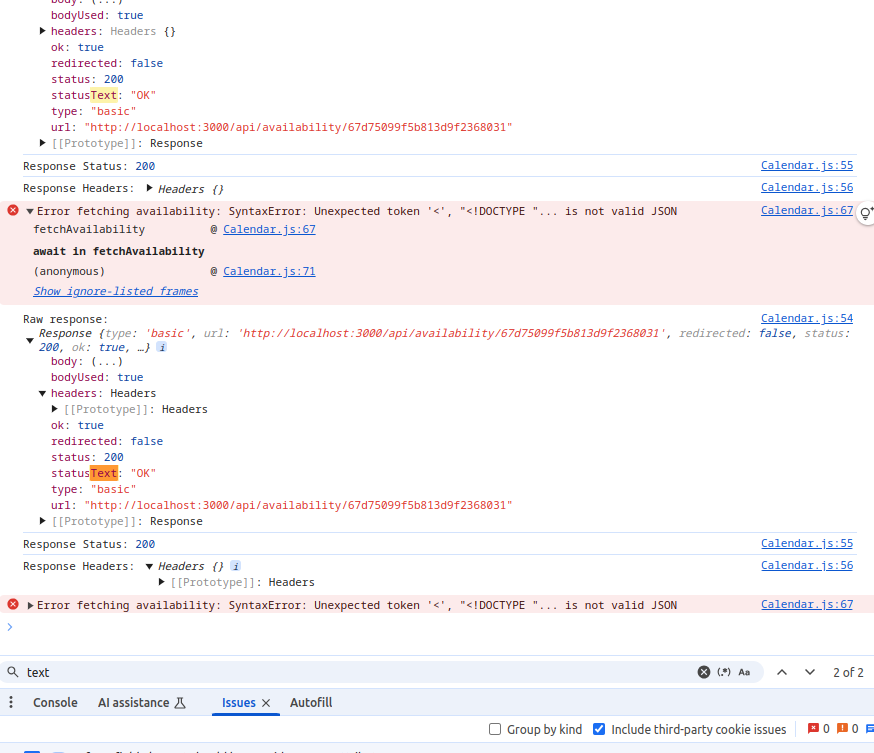 body: (...)
bodyUsed: true
headers: Headers {}
ok: true
redirected: false
status: 200
statusText: "OK"
type: "basic"
url: "http://localhost:3000/api/availability/67d75099f5b813d9f2368031"
[[Prototype]]: Response
Response Status: 200 Calendar.js:55
Response Headers: Headers {} Calendar.js:56
Error fetching availability: SyntaxError: Unexpected token '<', "<!DOCTYPE "... is not valid JSON Calendar.js:67
fetchAvailability @ Calendar.js:67
await in fetchAvailability
(anonymous) @ Calendar.js:71
Show ignore-listed frames
Raw response: Calendar.js:54
Response {type: 'basic', url: 'http://localhost:3000/api/availability/67d75099f5b813d9f2368031', redirected: false, status:
200, ok: true, …} i
body: (...)
bodyUsed: true
headers: Headers
[[Prototype]]: Headers
ok: true
redirected: false
status: 200
statusText: "OK"
type: "basic"
url: "http://localhost:3000/api/availability/67d75099f5b813d9f2368031"
[[Prototype]]: Response
Response Status: 200 Calendar.js:55
Response Headers: Headers {} i Calendar.js:56
[[Prototype]]: Headers
Error fetching availability: SyntaxError: Unexpected token '<', "<!DOCTYPE "... is not valid JSON Calendar.js:67
text (.*) Aa 2 of 2
Console AI assistance Issues Autofill
Group by kind Include third-party cookie issues 0 0